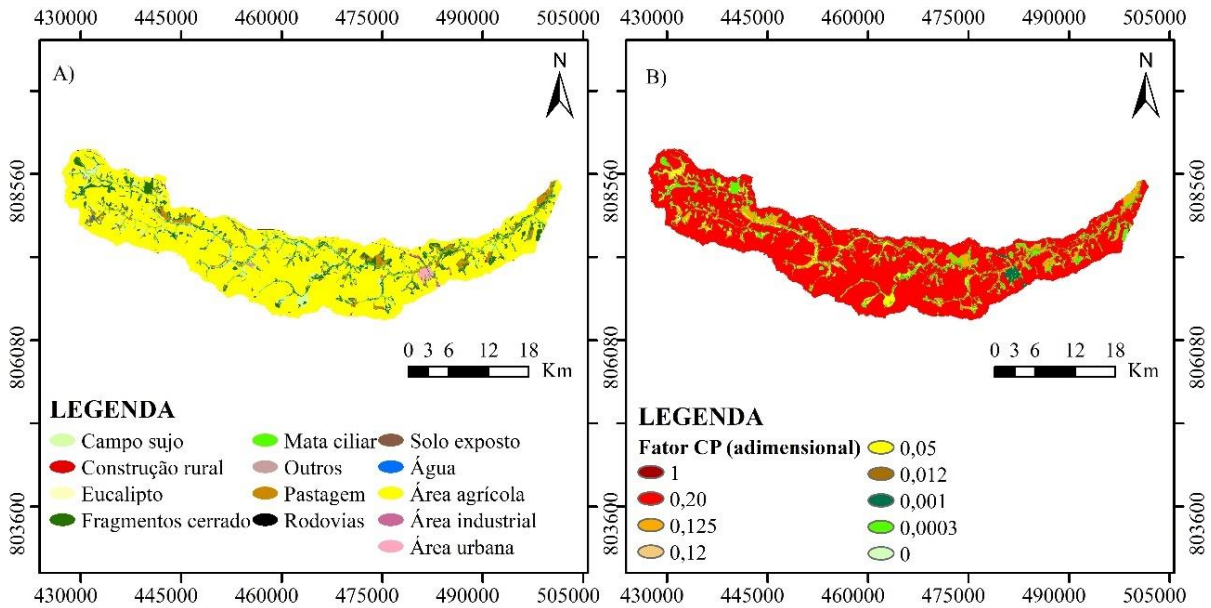 430000 445000 460000 475000 490000 505000
A)
N
808560
806080
803600
0 3 6 12 18
Km
LEGENDA
Campo sujo
Construção rural
Eucalipto
Fragmentos cerrado
Mata ciliar
Outros
Pastagem
Rodovias
Solo exposto
Água
Área agrícola
Área industrial
Área urbana
430000 445000 460000 475000 490000 505000
430000 445000 460000 475000 490000 505000
B)
N
808560
806080
803600
0 3 6 12 18
Km
LEGENDA
Fator CP (adimensional)
1
0,20
0,125
0,12
0,05
0,012
0,001
0,0003
0
430000 445000 460000 475000 490000 505000